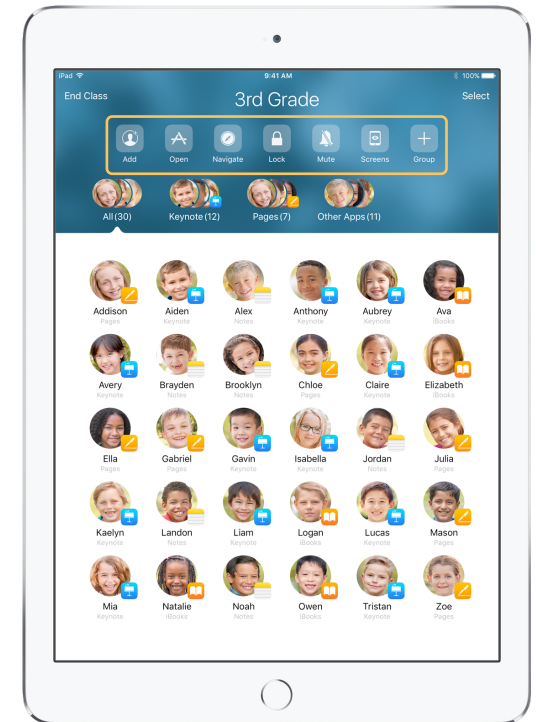 iPad 9:41 AM 100%
End Class 3rd Grade Select
Add Open Navigate Lock Mute Screens Group
All (30) Keynote (12) Pages (7) Other Apps (11)
Addison Aiden Alex Anthony Aubrey Ava
Pages Keynote Notes Keynote Keynote iBooks
Avery Brayden Brooklyn Chloe Claire Elizabeth
Keynote Notes Notes Pages Keynote iBooks
Ella Gabriel Gavin Isabella Jordan Julia
Pages Pages Keynote Keynote Notes Pages
Kaelyn Landon Liam Logan Lucas Mason
Keynote Notes Keynote iBooks Keynote Pages
Mia Natalie Noah Owen Tristan Zoe
Keynote iBooks Notes iBooks Keynote Pages